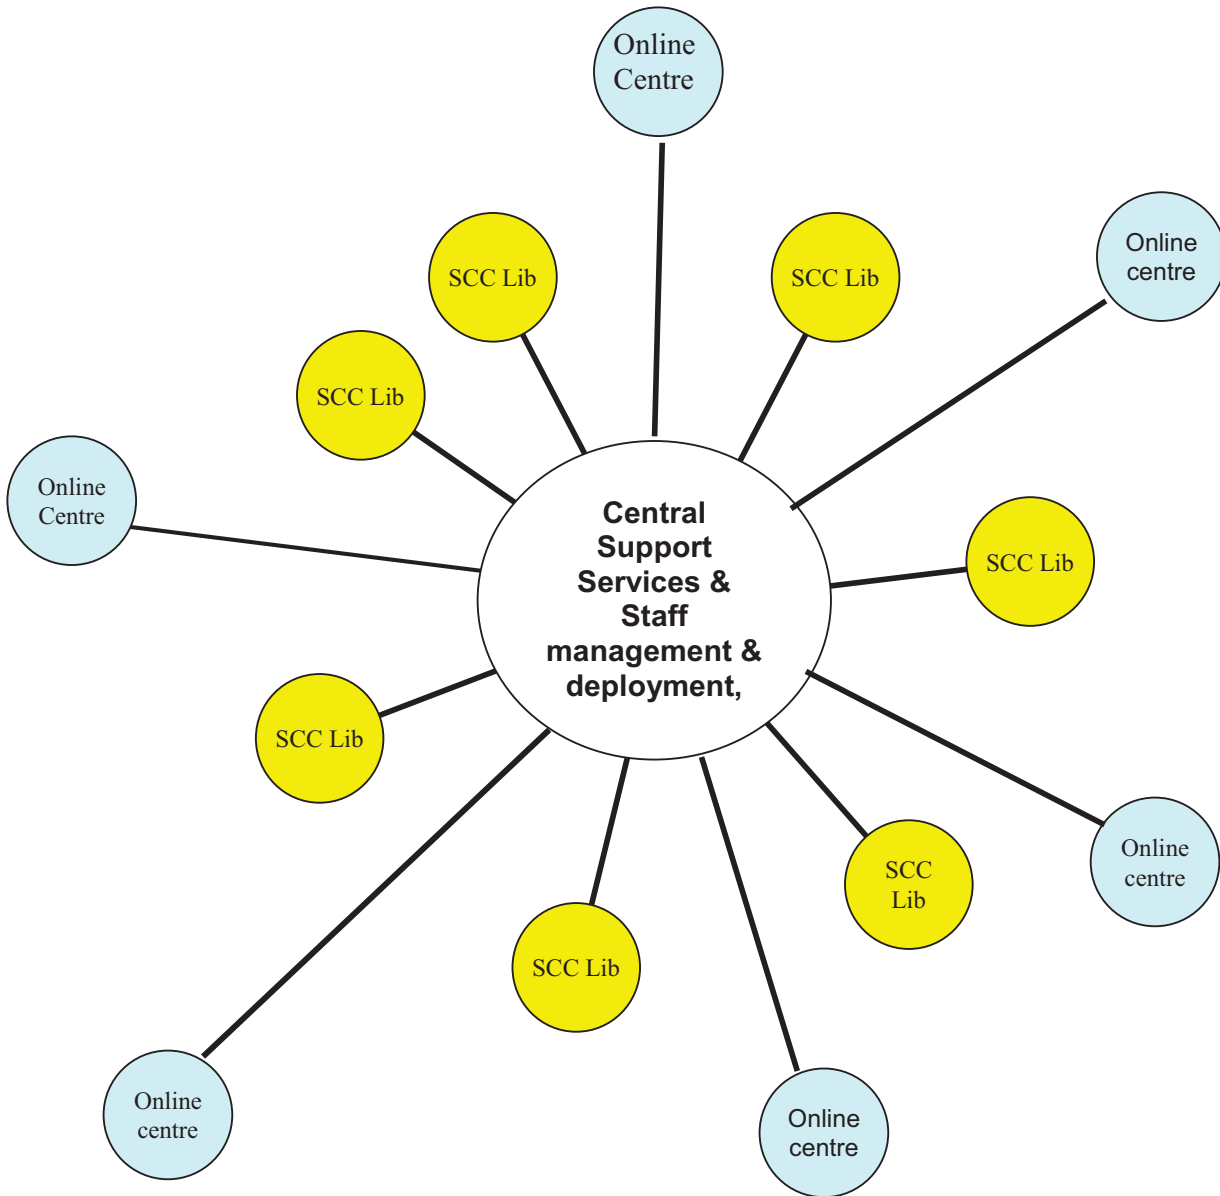 Online
Centre
Online
centre
SCC Lib
SCC Lib
SCC Lib
Online
Centre
Central
Support
Services &
Staff
management &
deployment,
SCC Lib
SCC Lib
Online
centre
SCC
Lib
SCC Lib
Online
centre
Online
centre